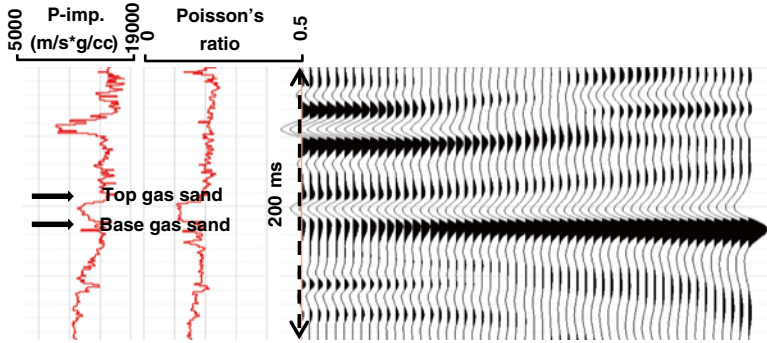 P-imp.
(m/s*g/cc)
5000
19000
Poisson's
ratio
0
0.5
200 ms
Top gas sand
Base gas sand